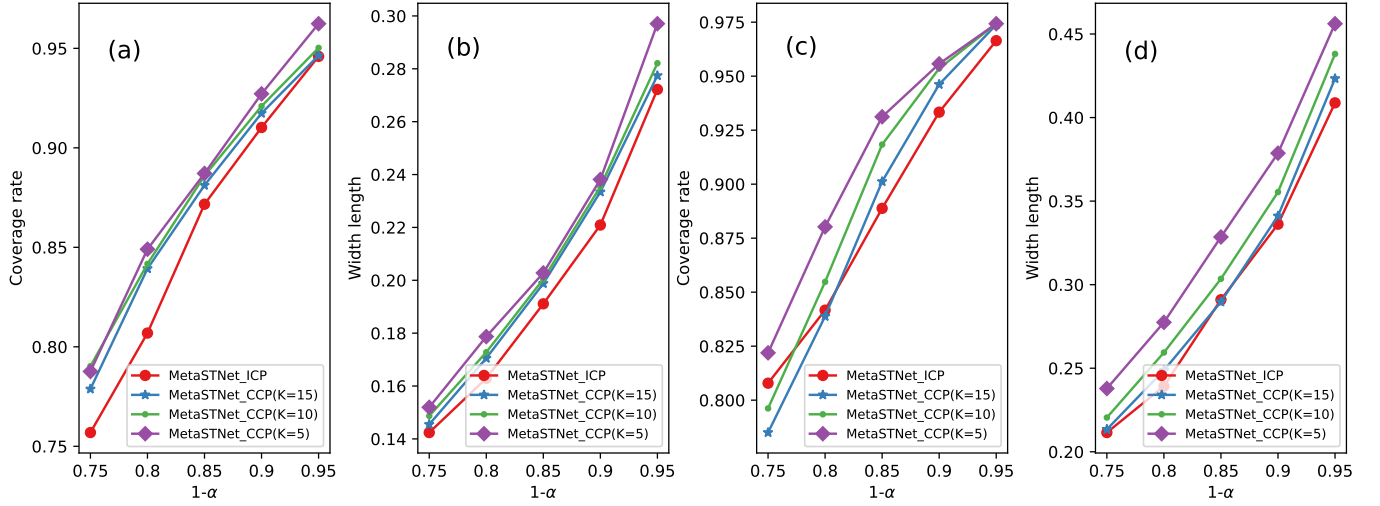 (a)
Coverage rate
0.95
0.90
0.85
0.80
0.75
MetaSTNet_ICP
MetaSTNet_CCP(K=15)
MetaSTNet_CCP(K=10)
MetaSTNet_CCP(K=5)
0.75 0.8 0.85 0.9 0.95
1-α
(b)
Width length
0.30
0.28
0.26
0.24
0.22
0.20
0.18
0.16
0.14
MetaSTNet_ICP
MetaSTNet_CCP(K=15)
MetaSTNet_CCP(K=10)
MetaSTNet_CCP(K=5)
0.75 0.8 0.85 0.9 0.95
1-α
(c)
Coverage rate
0.975
0.950
0.925
0.900
0.875
0.850
0.825
0.800
MetaSTNet_ICP
MetaSTNet_CCP(K=15)
MetaSTNet_CCP(K=10)
MetaSTNet_CCP(K=5)
0.75 0.8 0.85 0.9 0.95
1-α
(d)
Width length
0.45
0.40
0.35
0.30
0.25
0.20
MetaSTNet_ICP
MetaSTNet_CCP(K=15)
MetaSTNet_CCP(K=10)
MetaSTNet_CCP(K=5)
0.75 0.8 0.85 0.9 0.95
1-α